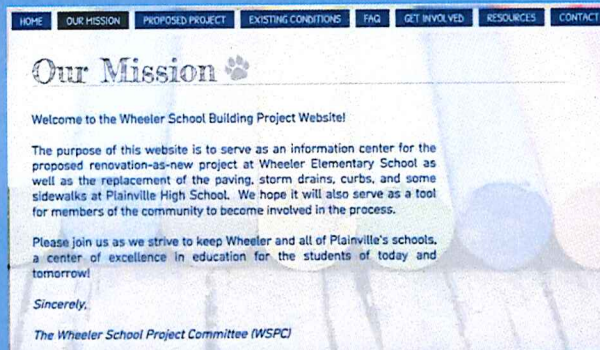 HOME OUR MISSION PROPOSED PROJECT EXISTING CONDITIONS FAQ GET INVOLVED RESOURCES CONTACT
Our Mission
Welcome to the Wheeler School Building Project Website!
The purpose of this website is to serve as an information center for the
proposed renovation-as-new project at Wheeler Elementary School as
well as the replacement of the paving, storm drains, curbs, and some
sidewalks at Plainville High School. We hope it will also serve as a tool
for members of the community to become involved in the process.
Please join us as we strive to keep Wheeler and all of Plainville's schools,
a center of excellence in education for the students of today and
tomorrow!
Sincerely,
The Wheeler School Project Committee (WSPC)